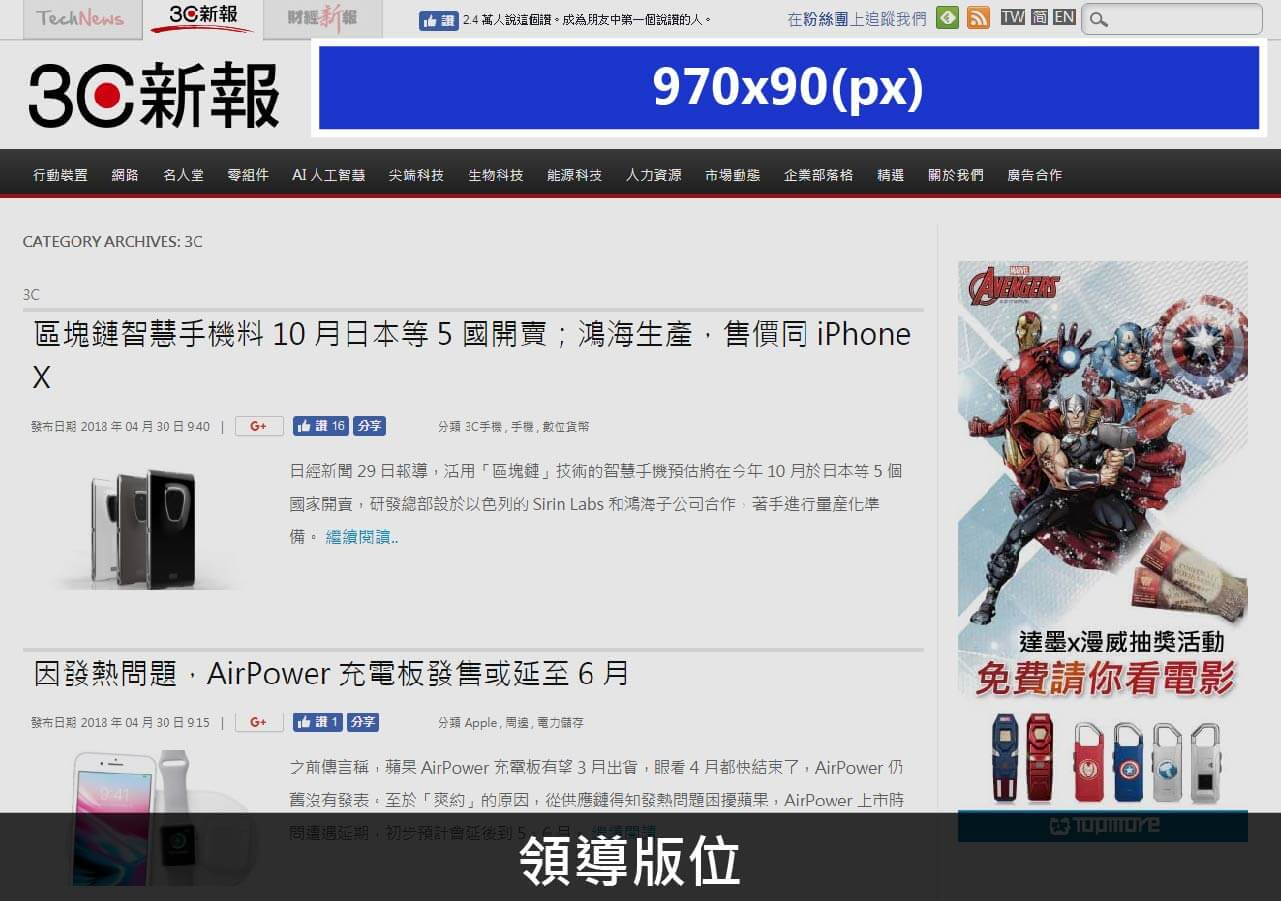 TechNews 3C新報 財經新報
讚 2.4 萬人說這個讚。成為朋友中第一個說讚的人。
在粉絲團上追蹤我們
TW 简 EN
3C新報
970x90(px)
行動裝置 網路 名人堂 零組件 AI 人工智慧 尖端科技 生物科技 能源科技 人力資源 市場動態 企業部落格 精選 關於我們 廣告合作
CATEGORY ARCHIVES: 3C
3C
區塊鏈智慧手機料 10 月日本等 5 國開賣；鴻海生產，售價同 iPhone
X
發布日期 2018 年 04 月 30 日 9:40 | G+ 讚 16 分享 分類 3C手機 , 手機 , 數位貨幣
日經新聞 29 日報導，活用「區塊鏈」技術的智慧手機預估將在今年 10 月於日本等 5 個
國家開賣，研發總部設於以色列的 Sirin Labs 和鴻海子公司合作，著手進行量產化準
備。 繼續閱讀..
因發熱問題，AirPower 充電板發售或延至 6 月
發布日期 2018 年 04 月 30 日 9:15 | G+ 讚 1 分享 分類 Apple , 周邊 , 電力儲存
之前傳言稱，蘋果 AirPower 充電板有望 3 月出貨，眼看 4 月都快結束了，AirPower 仍
舊沒有發表。至於「爽約」的原因，從供應鏈得知發熱問題困擾蘋果，AirPower 上市時
間遭遇延期，初步預計會延後到 5、6 月。 繼續閱讀..
9:41
MARVEL
AVENGERS
達墨x漫威抽獎活動
免費請你看電影
TOPMORE
領導版位